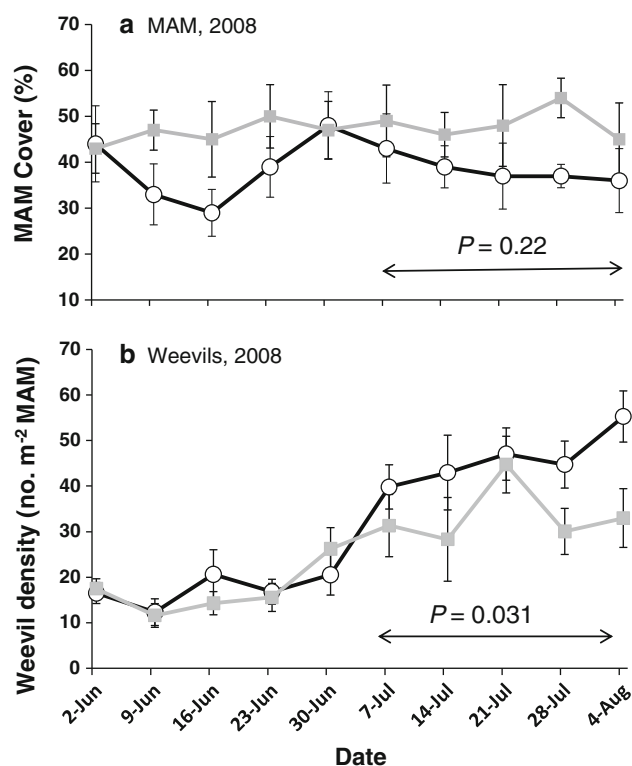 a MAM, 2008
MAM Cover (%)
70
60
50
40
30
20
10
P = 0.22
b Weevils, 2008
Weevil density (no. m⁻² MAM)
70
60
50
40
30
20
10
0
P = 0.031
2-Jun
9-Jun
16-Jun
23-Jun
30-Jun
7-Jul
14-Jul
21-Jul
28-Jul
4-Aug
Date